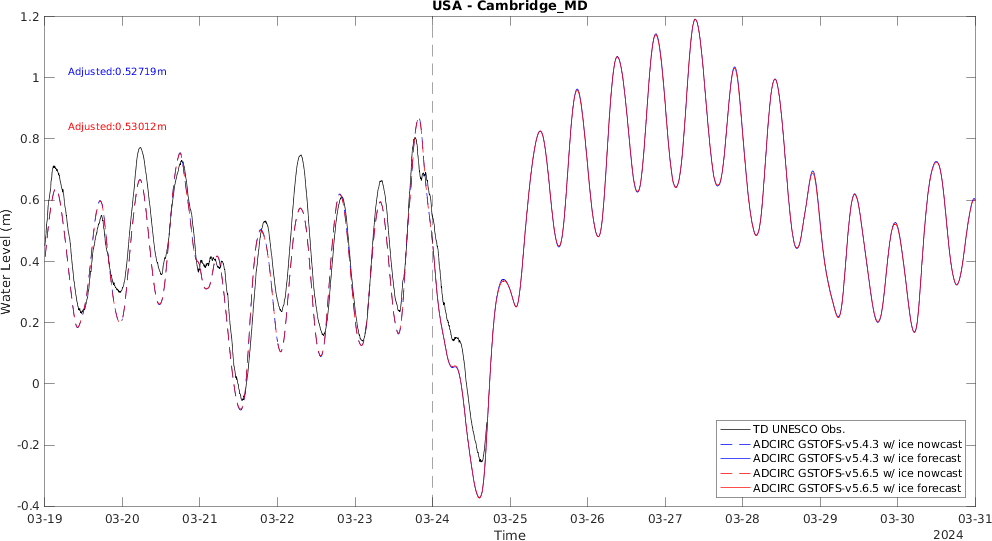 USA - Cambridge_MD
1.2
1
0.8
0.6
0.4
0.2
0
-0.2
-0.4
Water Level (m)
Adjusted:0.52719m
Adjusted:0.53012m
TD UNESCO Obs.
ADCIRC GSTOFS-v5.4.3 w/ ice nowcast
ADCIRC GSTOFS-v5.4.3 w/ ice forecast
ADCIRC GSTOFS-v5.6.5 w/ ice nowcast
ADCIRC GSTOFS-v5.6.5 w/ ice forecast
03-19 03-20 03-21 03-22 03-23 03-24 03-25 03-26 03-27 03-28 03-29 03-30 03-31
Time
2024